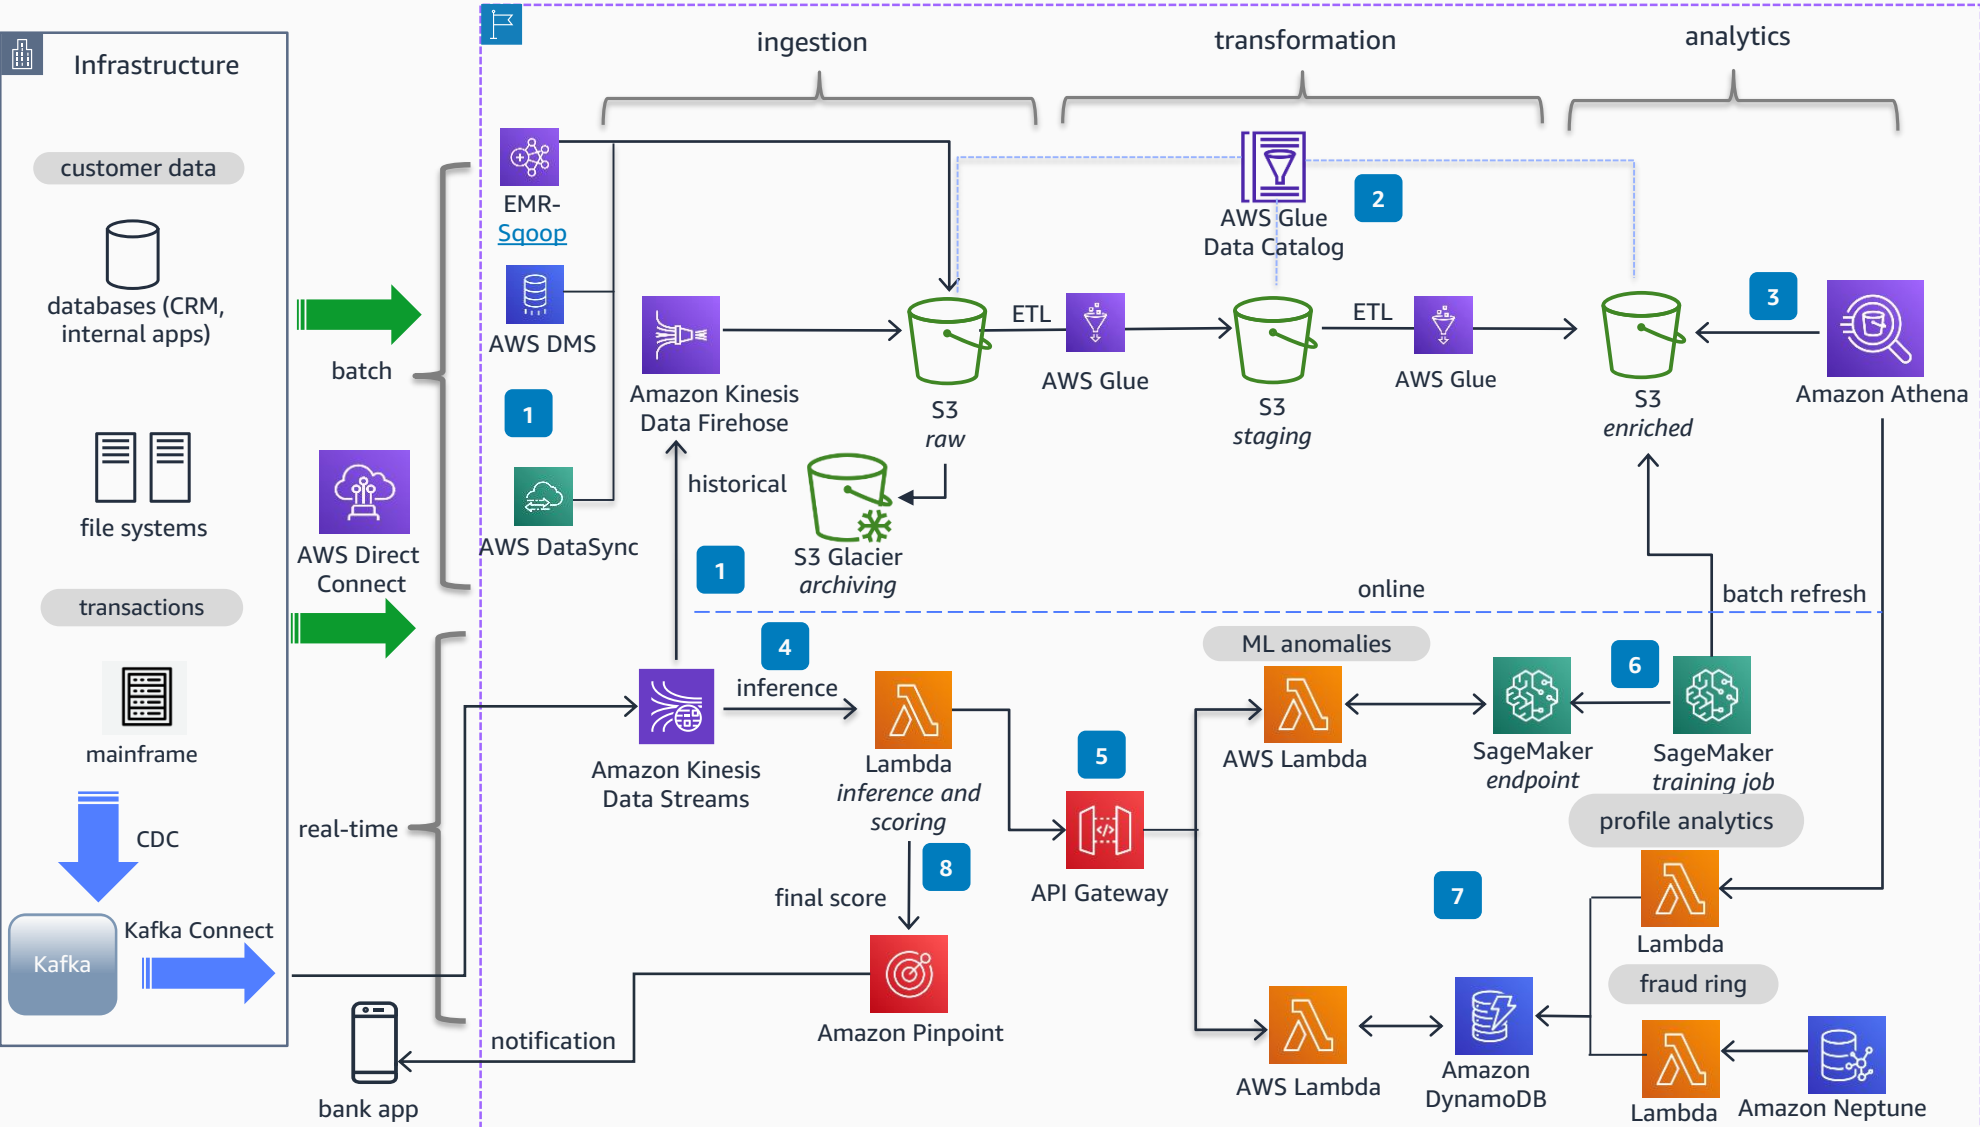 Infrastructure
customer data
databases (CRM,
internal apps)
file systems
transactions
mainframe
CDC
Kafka
Kafka Connect
batch
AWS Direct
Connect
real-time
bank app
notification
ingestion
transformation
analytics
EMR-
Sqoop
AWS DMS
1
AWS DataSync
Amazon Kinesis
Data Firehose
historical
1
S3
raw
S3 Glacier
archiving
ETL
AWS Glue
AWS Glue
Data Catalog
2
S3
staging
ETL
AWS Glue
S3
enriched
3
Amazon Athena
online
batch refresh
4
inference
Amazon Kinesis
Data Streams
Lambda
inference and
scoring
8
final score
Amazon Pinpoint
5
API Gateway
ML anomalies
AWS Lambda
SageMaker
endpoint
6
SageMaker
training job
profile analytics
7
Lambda
fraud ring
AWS Lambda
Amazon
DynamoDB
Lambda
Amazon Neptune